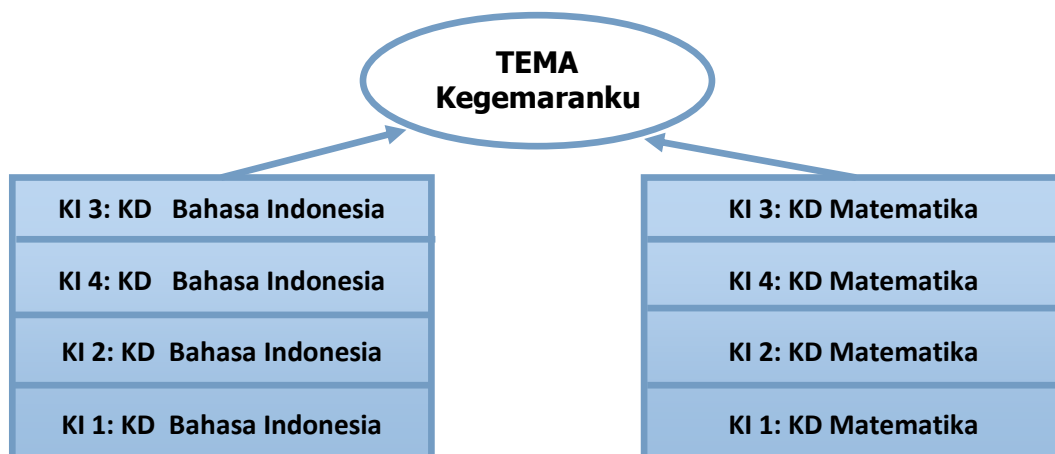 TEMA
Kegemaranku
KI 3: KD Bahasa Indonesia
KI 4: KD Bahasa Indonesia
KI 2: KD Bahasa Indonesia
KI 1: KD Bahasa Indonesia
KI 3: KD Matematika
KI 4: KD Matematika
KI 2: KD Matematika
KI 1: KD Matematika